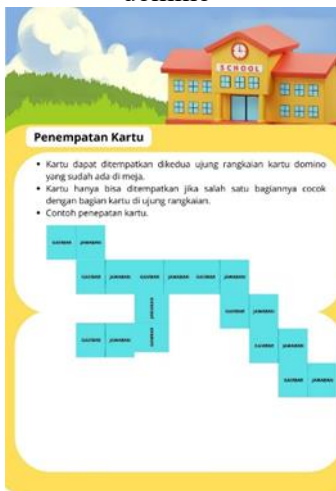 domino
SCHOOL
Penempatan Kartu
• Kartu dapat ditempatkan dikedua ujung rangkaian kartu domino
yang sudah ada di meja.
• Kartu hanya bisa ditempatkan jika salah satu bagiannya cocok
dengan bagian kartu di ujung rangkaian.
• Contoh penepatan kartu.
GAMBAR JAWABAN
GAMBAR JAWABAN GAMBAR JAWABAN GAMBAR JAWABAN
GAMBAR JAWABAN
GAMBAR JAWABAN
GAMBAR JAWABAN
GAMBAR JAWABAN
GAMBAR JAWABAN